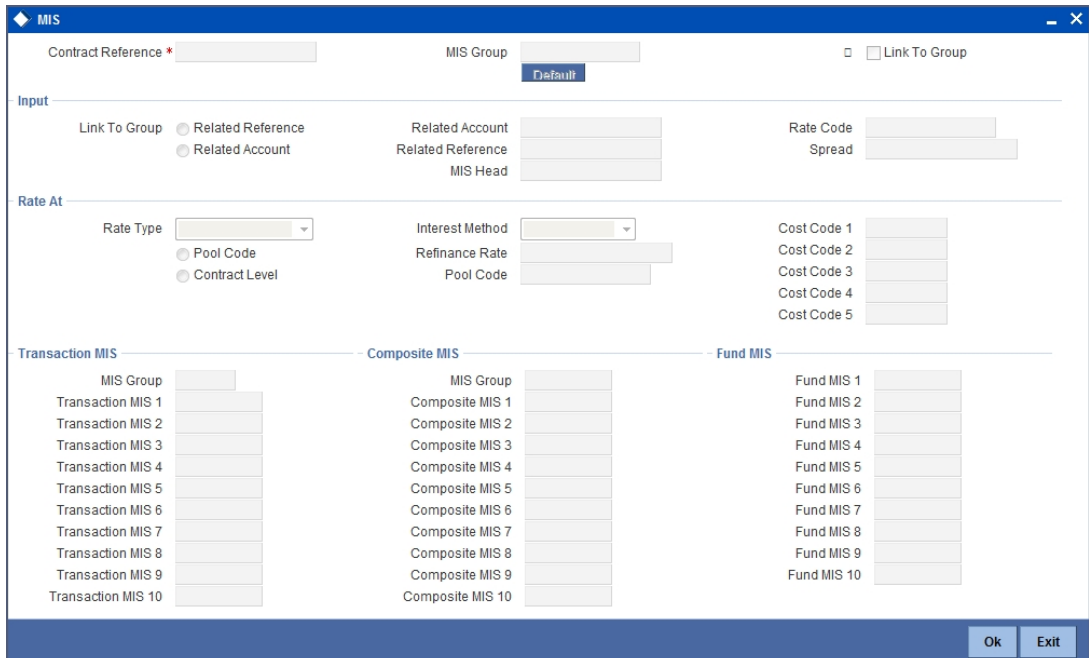 MIS
Contract Reference * MIS Group Link To Group
Default
Input
Link To Group Related Reference Related Account Rate Code
Related Account Related Reference Spread
MIS Head
Rate At
Rate Type Interest Method Cost Code 1
Pool Code Refinance Rate Cost Code 2
Contract Level Pool Code Cost Code 3
Cost Code 4
Cost Code 5
Transaction MIS Composite MIS Fund MIS
MIS Group MIS Group Fund MIS 1
Transaction MIS 1 Composite MIS 1 Fund MIS 2
Transaction MIS 2 Composite MIS 2 Fund MIS 3
Transaction MIS 3 Composite MIS 3 Fund MIS 4
Transaction MIS 4 Composite MIS 4 Fund MIS 5
Transaction MIS 5 Composite MIS 5 Fund MIS 6
Transaction MIS 6 Composite MIS 6 Fund MIS 7
Transaction MIS 7 Composite MIS 7 Fund MIS 8
Transaction MIS 8 Composite MIS 8 Fund MIS 9
Transaction MIS 9 Composite MIS 9 Fund MIS 10
Transaction MIS 10 Composite MIS 10
Ok Exit